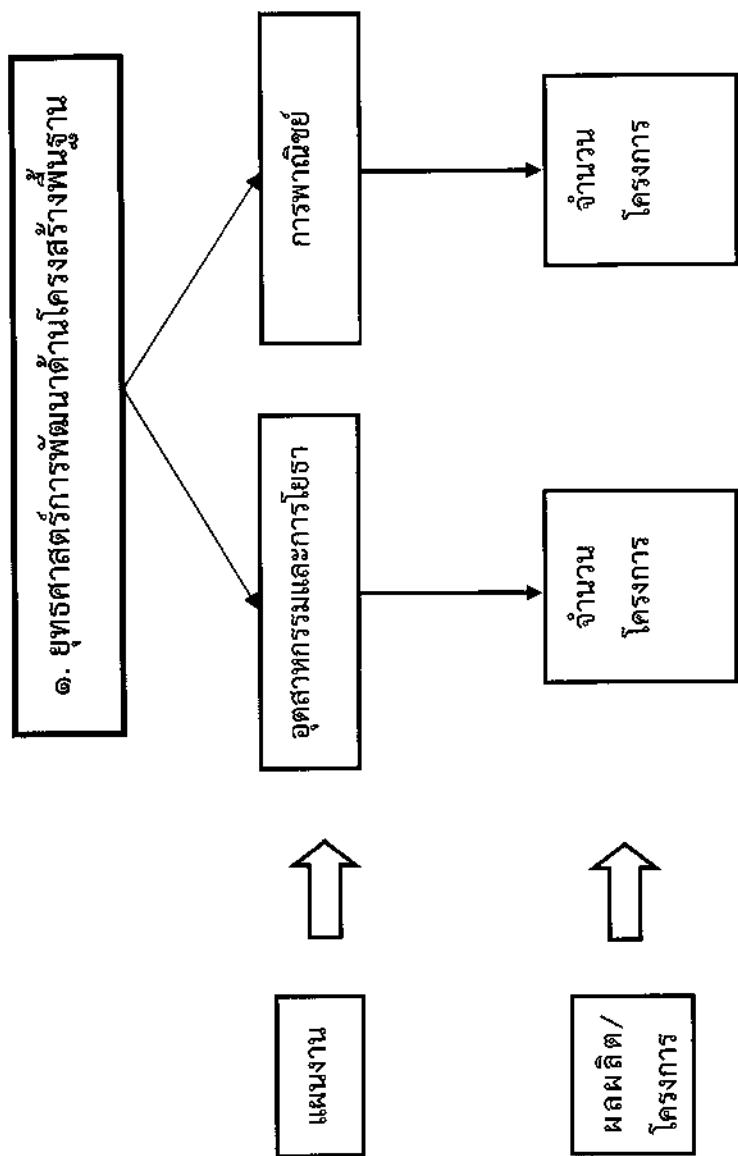 ๑. ยุทธศาสตร์การพัฒนาด้านโครงสร้างพื้นฐาน
แผนงาน
อุตสาหกรรมและการโยธา
การพาณิชย์
ผลผลิต/
โครงการ
จำนวน
โครงการ
จำนวน
โครงการ